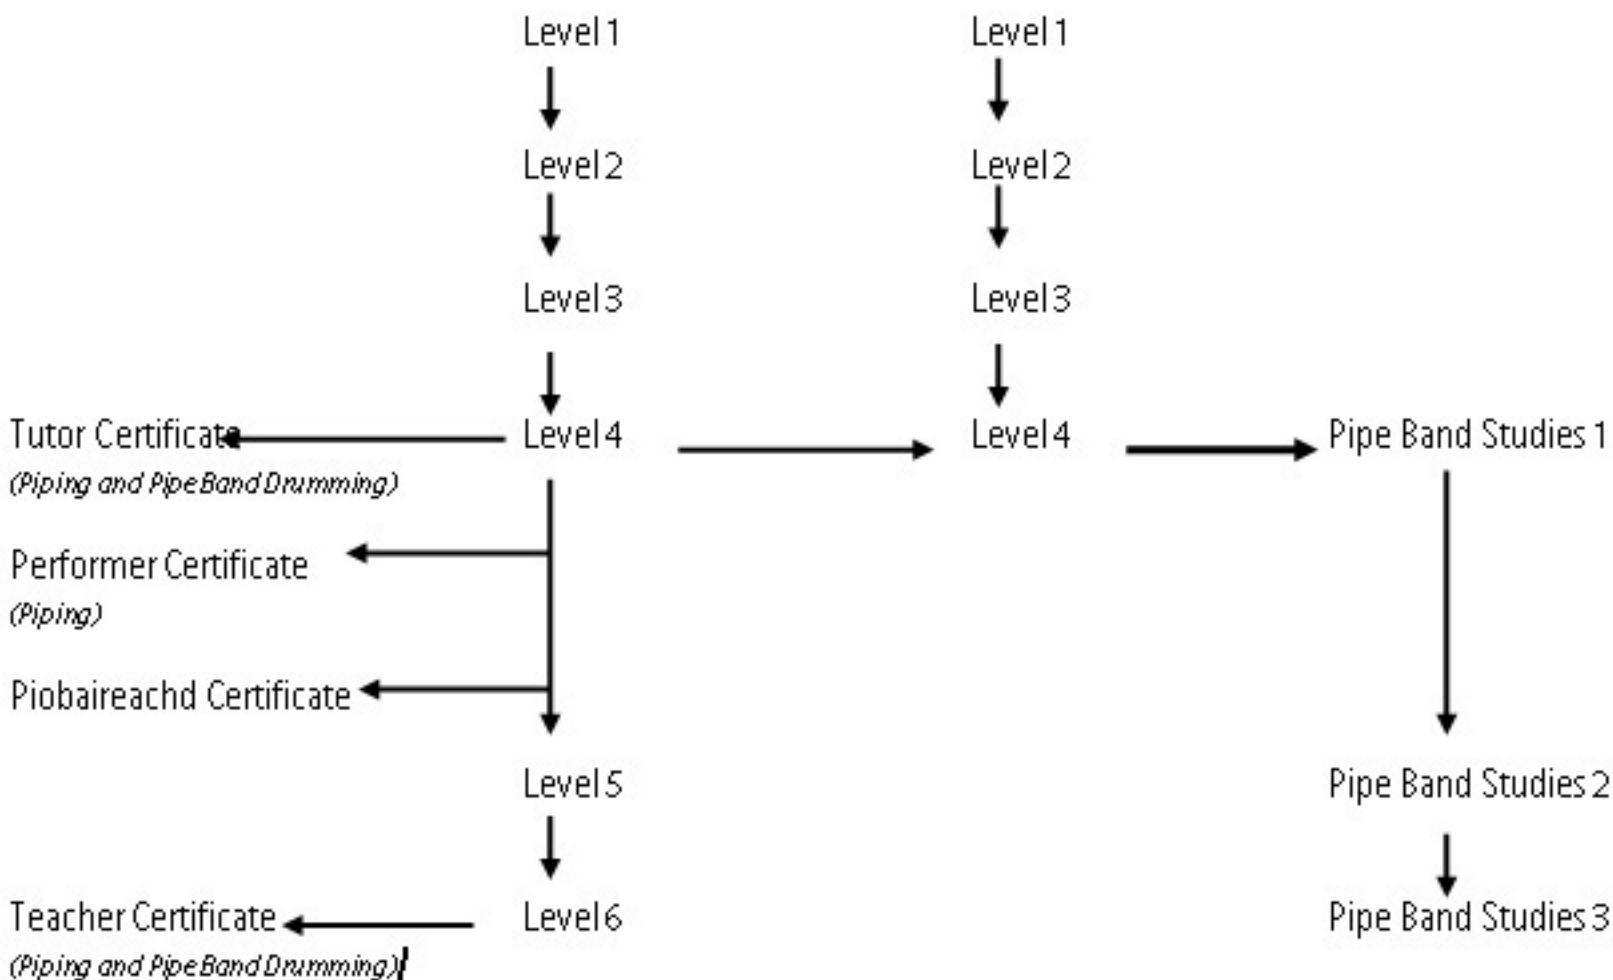 Level 1 Level 1
Level 2 Level 2
Level 3 Level 3
Tutor Certificate Level 4 Level 4 Pipe Band Studies 1
(Piping and Pipe Band Drumming)
Performer Certificate
(Piping)
Piobaireachd Certificate
Level 5 Pipe Band Studies 2
Teacher Certificate Level 6 Pipe Band Studies 3
(Piping and Pipe Band Drumming)